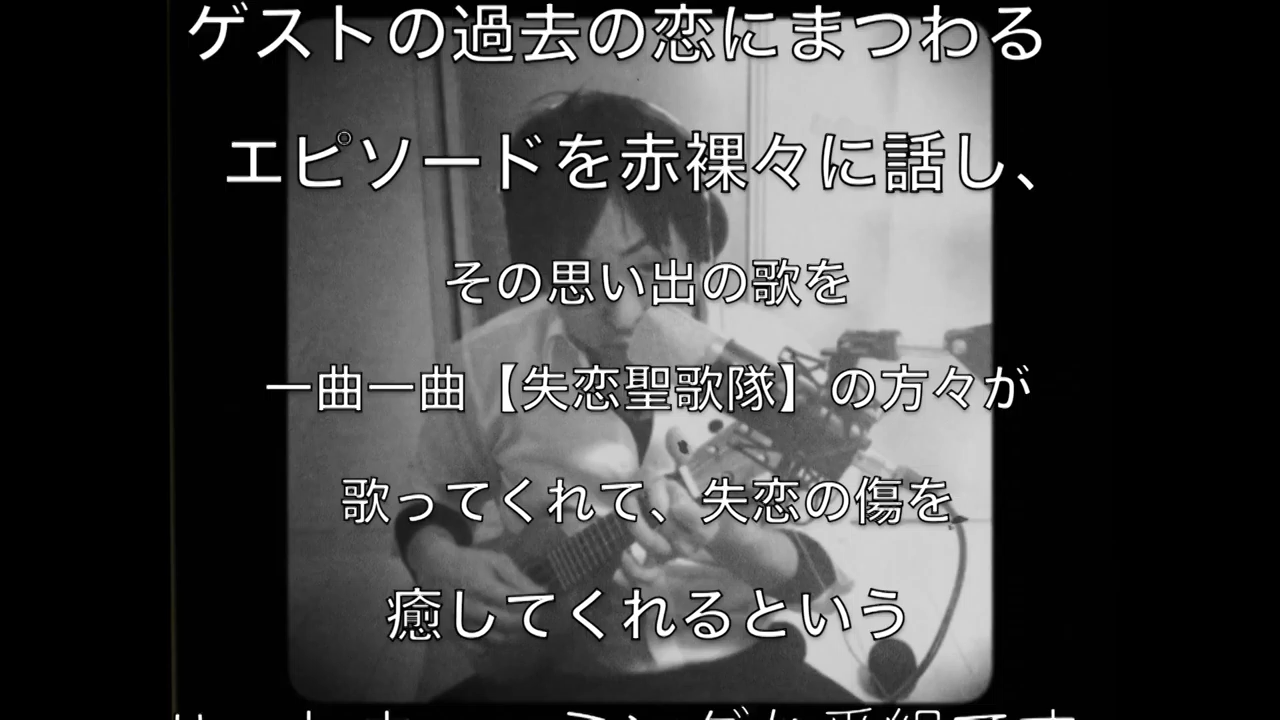 ゲストの過去の恋にまつわる
エピソードを赤裸々に話し、
その思い出の歌を
一曲一曲【失恋聖歌隊】の方々が
歌ってくれて、失恋の傷を
癒してくれるという